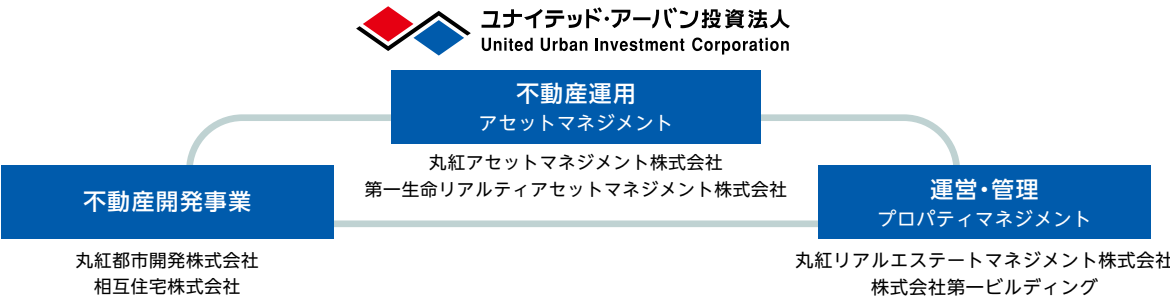 ユナイテッド・アーバン投資法人
United Urban Investment Corporation
不動産運用
アセットマネジメント
丸紅アセットマネジメント株式会社
第一生命リアルティアセットマネジメント株式会社
不動産開発事業
丸紅都市開発株式会社
相互住宅株式会社
運営・管理
プロパティマネジメント
丸紅リアルエステートマネジメント株式会社
株式会社第一ビルディング